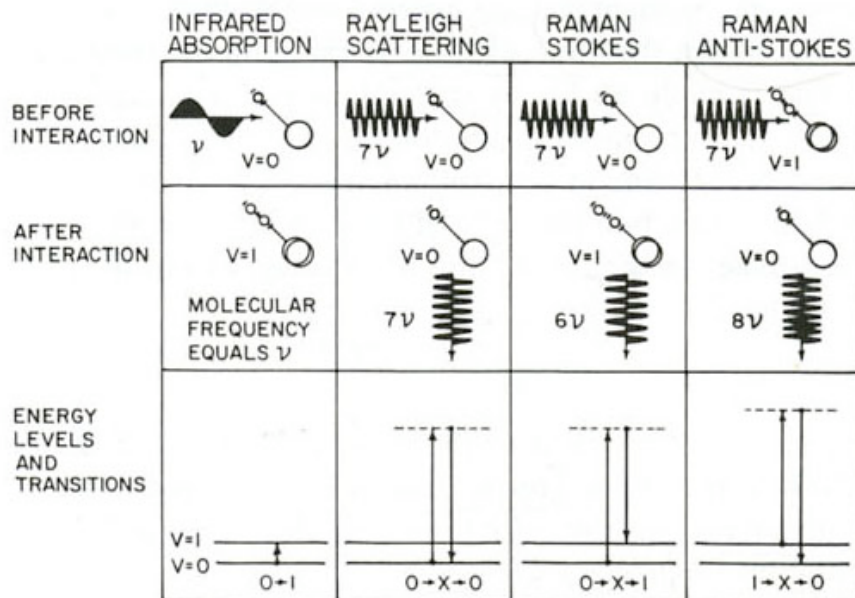 INFRARED ABSORPTION
RAYLEIGH SCATTERING
RAMAN STOKES
RAMAN ANTI-STOKES
BEFORE INTERACTION
ν
V=0
7ν
V=0
7ν
V=0
7ν
V=1
AFTER INTERACTION
V=1
MOLECULAR FREQUENCY EQUALS ν
V=0
7ν
V=1
6ν
V=0
8ν
ENERGY LEVELS AND TRANSITIONS
V=1
V=0
0→1
0→X→0
0→X→1
1→X→0